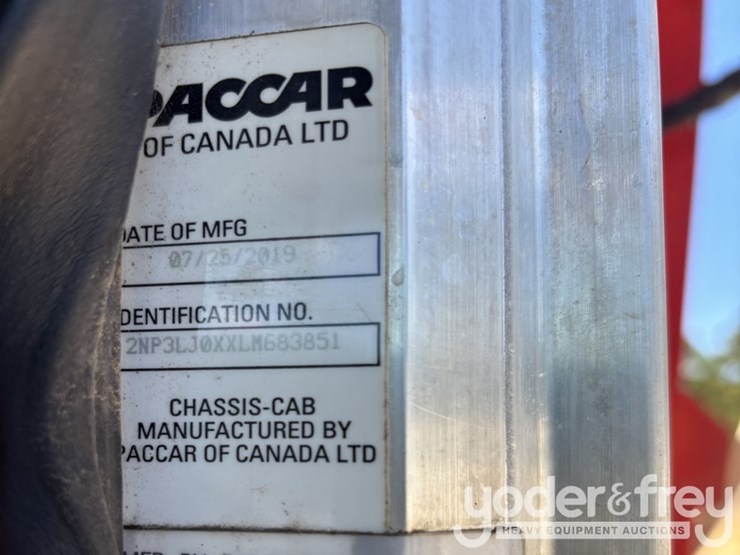 PACCAR
OF CANADA LTD
DATE OF MFG
07/25/2019
IDENTIFICATION NO.
2NP3LJ0XXLM683851
CHASSIS-CAB
MANUFACTURED BY
PACCAR OF CANADA LTD
yoder&frey
HEAVY EQUIPMENT AUCTIONS